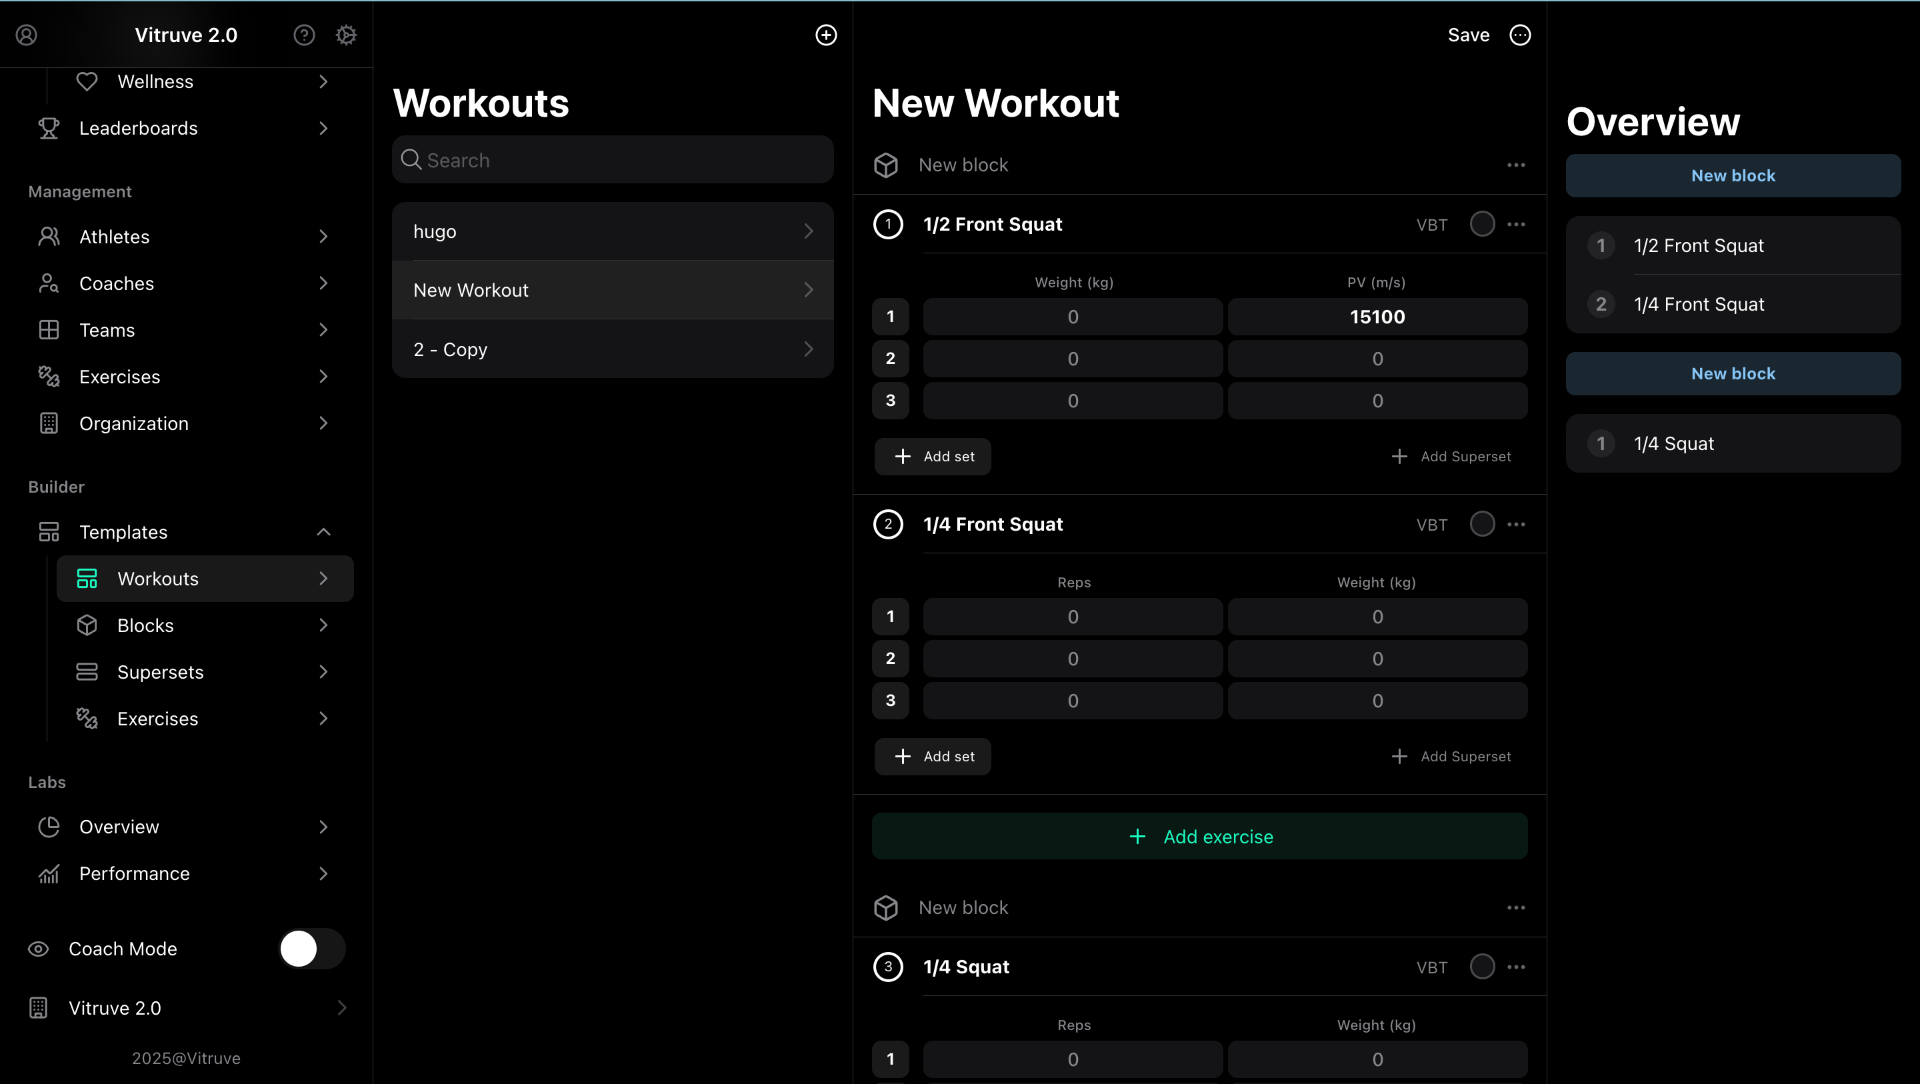 Vitruve 2.0
Wellness
Leaderboards
Management
Athletes
Coaches
Teams
Exercises
Organization
Builder
Templates
Workouts
Blocks
Supersets
Exercises
Labs
Overview
Performance
Coach Mode
Vitruve 2.0
2025@Vitruve
Workouts
Search
hugo
New Workout
2 - Copy
Save
New Workout
New block
1 1/2 Front Squat VBT
Weight (kg) PV (m/s)
1 0 15100
2 0 0
3 0 0
Add set Add Superset
2 1/4 Front Squat VBT
Reps Weight (kg)
1 0 0
2 0 0
3 0 0
Add set Add Superset
Add exercise
New block
3 1/4 Squat VBT
Reps Weight (kg)
1 0 0
Overview
New block
1 1/2 Front Squat
2 1/4 Front Squat
New block
1 1/4 Squat